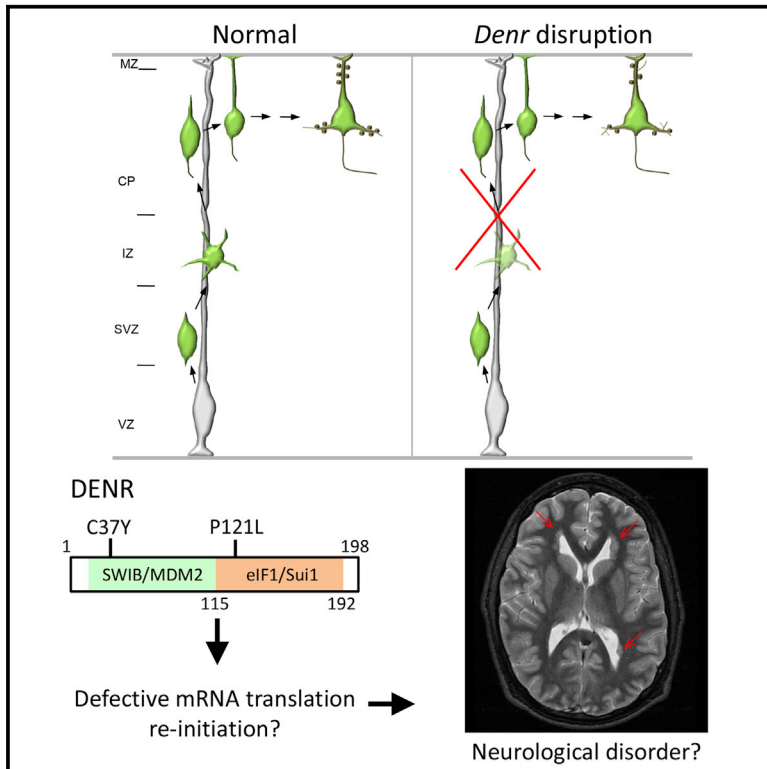 Normal
Denr disruption
MZ
CP
IZ
SVZ
VZ
DENR
C37Y P121L
1 198
SWIB/MDM2 eIF1/Sui1
115 192
Defective mRNA translation
re-initiation?
Neurological disorder?